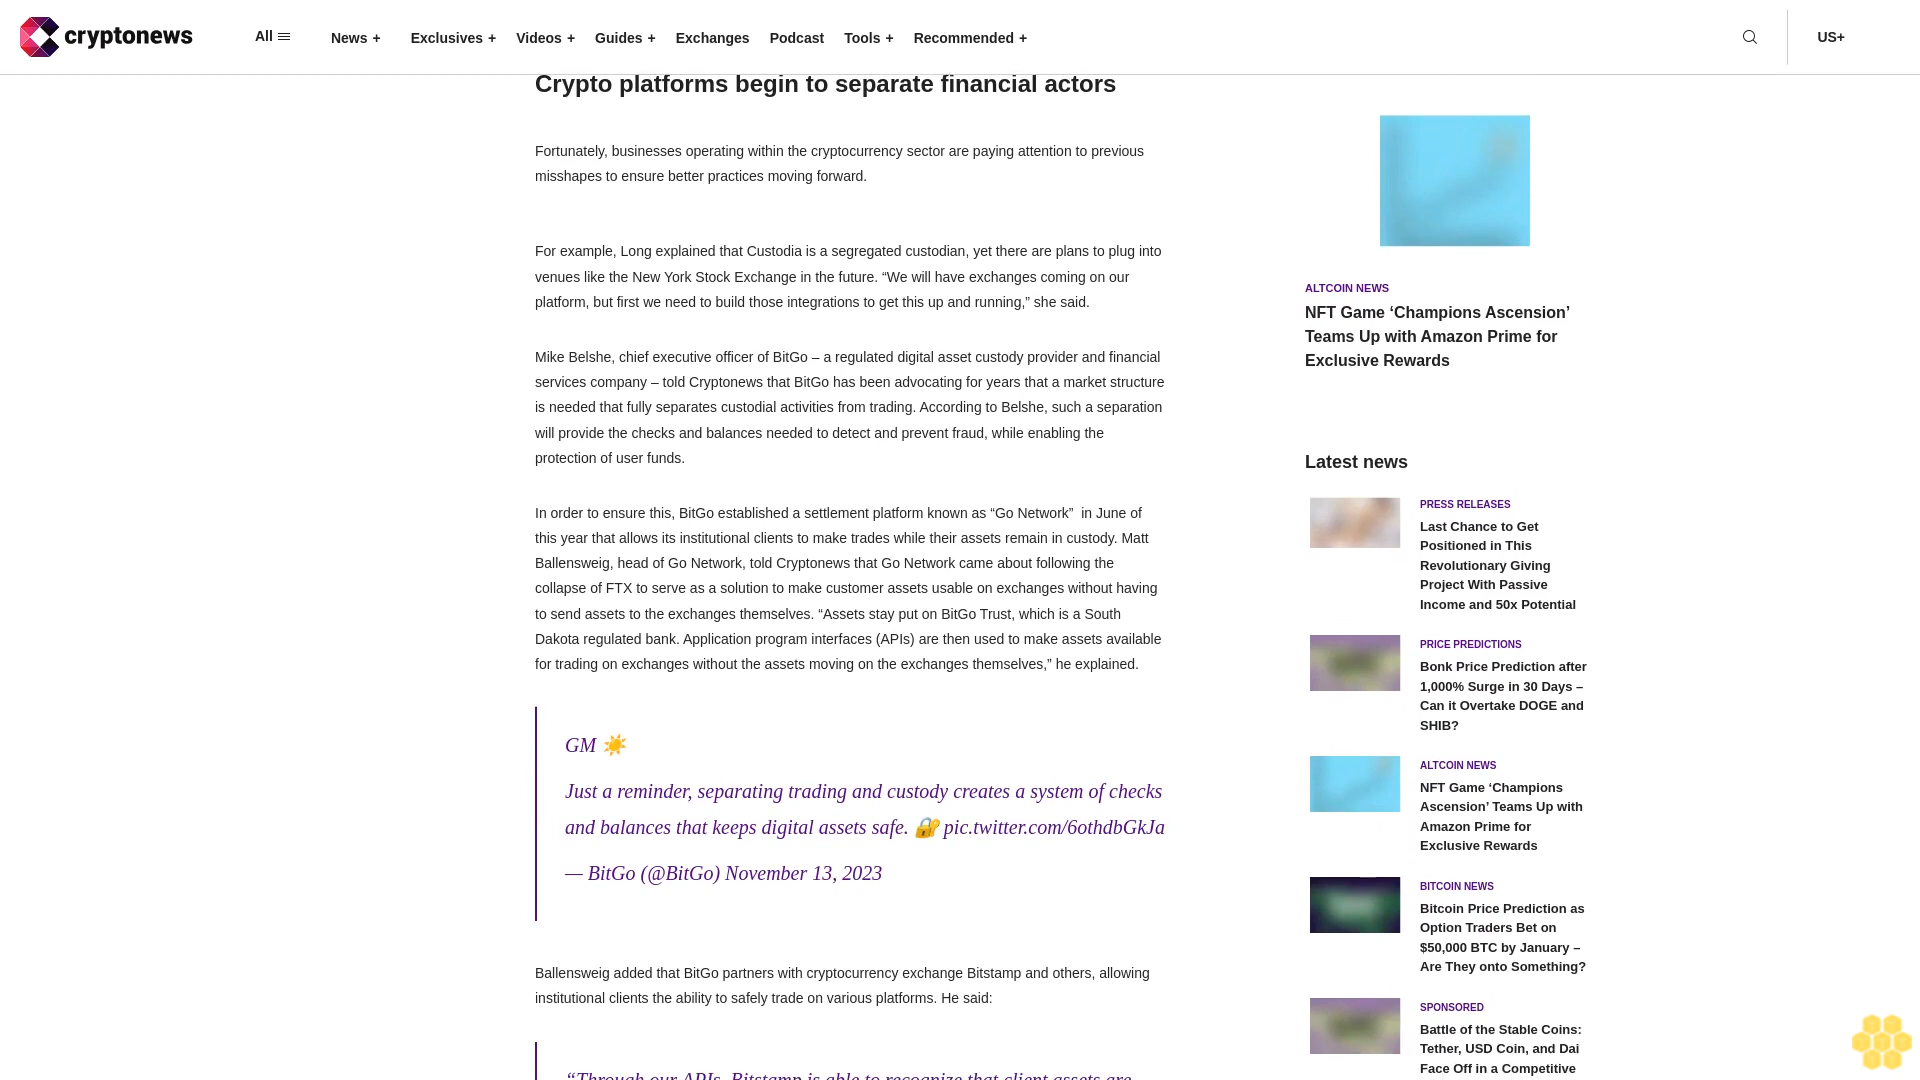 cryptonews
All
News +
Exclusives +
Videos +
Guides +
Exchanges
Podcast
Tools +
Recommended +
US+
Crypto platforms begin to separate financial actors
Fortunately, businesses operating within the cryptocurrency sector are paying attention to previous
misshapes to ensure better practices moving forward.
For example, Long explained that Custodia is a segregated custodian, yet there are plans to plug into
venues like the New York Stock Exchange in the future. “We will have exchanges coming on our
platform, but first we need to build those integrations to get this up and running,” she said.
Mike Belshe, chief executive officer of BitGo – a regulated digital asset custody provider and financial
services company – told Cryptonews that BitGo has been advocating for years that a market structure
is needed that fully separates custodial activities from trading. According to Belshe, such a separation
will provide the checks and balances needed to detect and prevent fraud, while enabling the
protection of user funds.
In order to ensure this, BitGo established a settlement platform known as “Go Network”  in June of
this year that allows its institutional clients to make trades while their assets remain in custody. Matt
Ballensweig, head of Go Network, told Cryptonews that Go Network came about following the
collapse of FTX to serve as a solution to make customer assets usable on exchanges without having
to send assets to the exchanges themselves. “Assets stay put on BitGo Trust, which is a South
Dakota regulated bank. Application program interfaces (APIs) are then used to make assets available
for trading on exchanges without the assets moving on the exchanges themselves,” he explained.
GM ☀️
Just a reminder, separating trading and custody creates a system of checks
and balances that keeps digital assets safe. 🔐 pic.twitter.com/6othdbGkJa
— BitGo (@BitGo) November 13, 2023
Ballensweig added that BitGo partners with cryptocurrency exchange Bitstamp and others, allowing
institutional clients the ability to safely trade on various platforms. He said:
“Through our APIs, Bitstamp is able to recognize that client assets are
ALTCOIN NEWS
NFT Game ‘Champions Ascension’
Teams Up with Amazon Prime for
Exclusive Rewards
Latest news
PRESS RELEASES
Last Chance to Get
Positioned in This
Revolutionary Giving
Project With Passive
Income and 50x Potential
PRICE PREDICTIONS
Bonk Price Prediction after
1,000% Surge in 30 Days –
Can it Overtake DOGE and
SHIB?
ALTCOIN NEWS
NFT Game ‘Champions
Ascension’ Teams Up with
Amazon Prime for
Exclusive Rewards
BITCOIN NEWS
Bitcoin Price Prediction as
Option Traders Bet on
$50,000 BTC by January –
Are They onto Something?
SPONSORED
Battle of the Stable Coins:
Tether, USD Coin, and Dai
Face Off in a Competitive